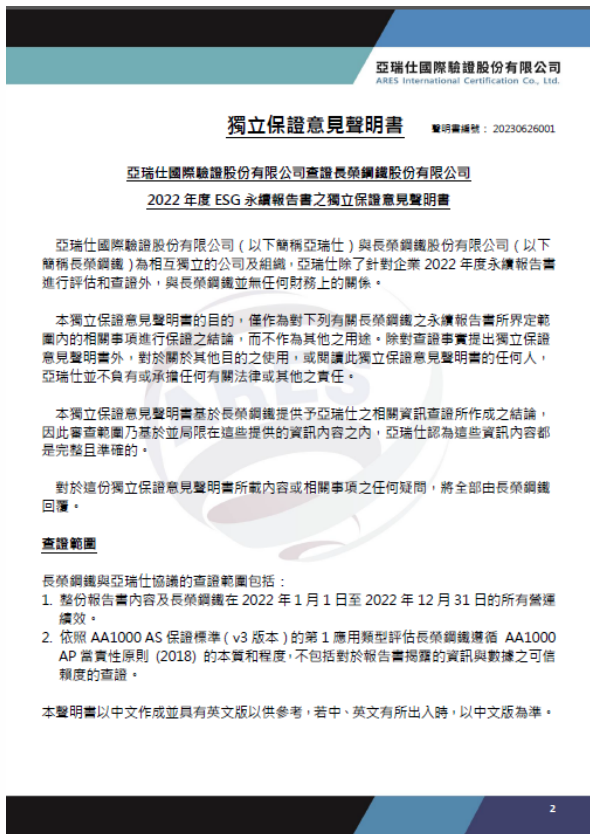 亞瑞仕國際驗證股份有限公司
ARES International Certification Co., Ltd.
獨立保證意見聲明書
聲明書編號：20230626001
亞瑞仕國際驗證股份有限公司查證長榮鋼鐵股份有限公司
2022 年度 ESG 永續報告書之獨立保證意見聲明書
亞瑞仕國際驗證股份有限公司（以下簡稱亞瑞仕）與長榮鋼鐵股份有限公司（以下
簡稱長榮鋼鐵）為相互獨立的公司及組織，亞瑞仕除了針對企業 2022 年度永續報告書
進行評估和查證外，與長榮鋼鐵並無任何財務上的關係。
本獨立保證意見聲明書的目的，僅作為對下列有關長榮鋼鐵之永續報告書所界定範
圍內的相關事項進行保證之結論，而不作為其他之用途。除對查證事實提出獨立保證
意見聲明書外，對於關於其他目的之使用，或閱讀此獨立保證意見聲明書的任何人，
亞瑞仕並不負有或承擔任何有關法律或其他之責任。
本獨立保證意見聲明書基於長榮鋼鐵提供予亞瑞仕之相關資訊查證所作成之結論，
因此審查範圍乃基於並局限在這些提供的資訊內容之內，亞瑞仕認為這些資訊內容都
是完整且準確的。
對於這份獨立保證意見聲明書所載內容或相關事項之任何疑問，將全部由長榮鋼鐵
回覆。
查證範圍
長榮鋼鐵與亞瑞仕協議的查證範圍包括：
1. 整份報告書內容及長榮鋼鐵在 2022 年 1 月 1 日至 2022 年 12 月 31 日的所有營運
績效。
2. 依照 AA1000 AS 保證標準（v3 版本）的第 1 應用類型評估長榮鋼鐵遵循 AA1000
AP 當責性原則 (2018) 的本質和程度，不包括對於報告書揭露的資訊與數據之可信
賴度的查證。
本聲明書以中文作成並具有英文版以供參考，若中、英文有所出入時，以中文版為準。
ARES
2